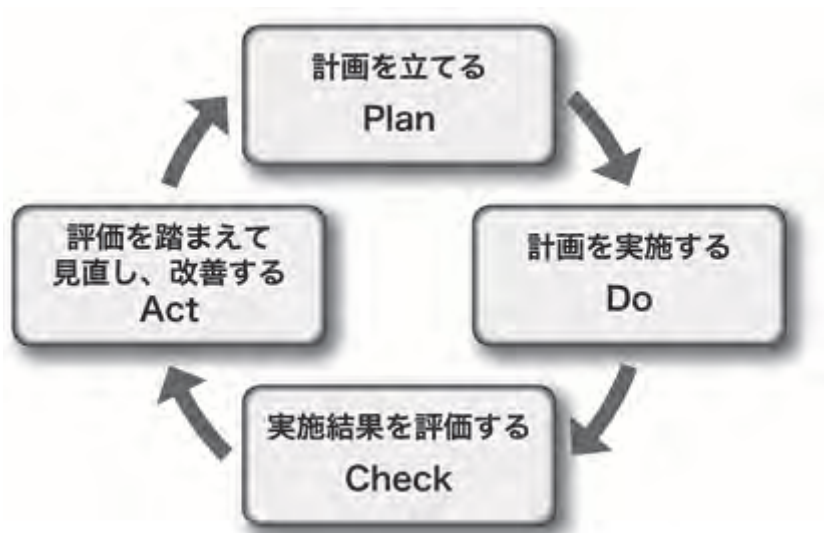 計画を立てる
Plan
計画を実施する
Do
実施結果を評価する
Check
評価を踏まえて
見直し、改善する
Act